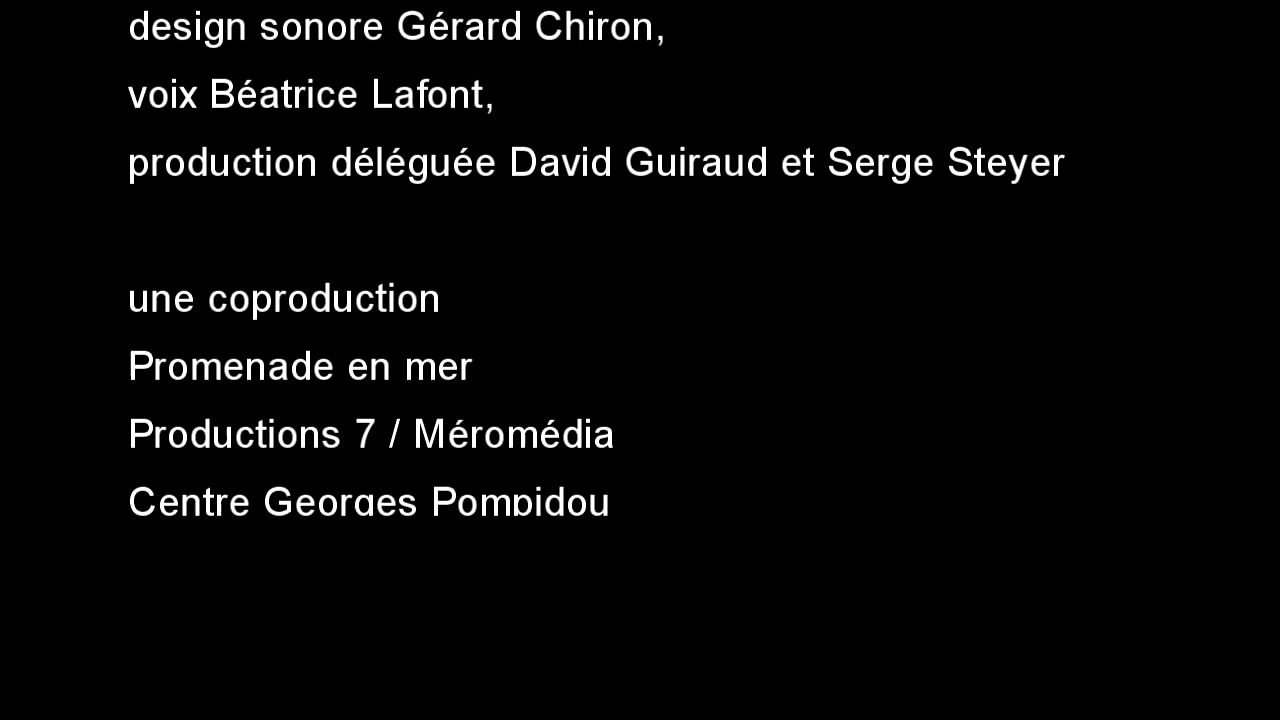 design sonore Gérard Chiron,
voix Béatrice Lafont,
production déléguée David Guiraud et Serge Steyer
une coproduction
Promenade en mer
Productions 7 / Méromédia
Centre Georges Pompidou